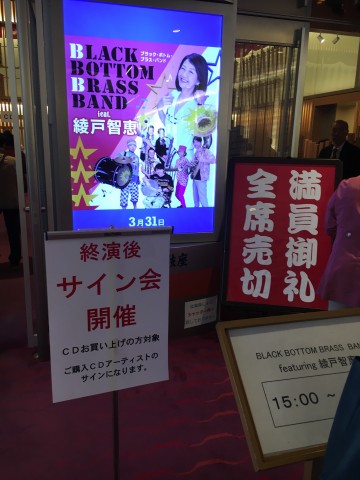 BLACK
BOTTOM
BRASS
BAND
ブラック・ボトム・
ブラス・バンド
feat.
綾戸智恵
3月31日
終演後
サイン会
開催
CDお買い上げの方対象
ご購入CDアーティストの
サインになります。
満員御礼
全席売切
BLACK BOTTOM BRASS BAN
featuring 綾戸智恵
15:00 ~